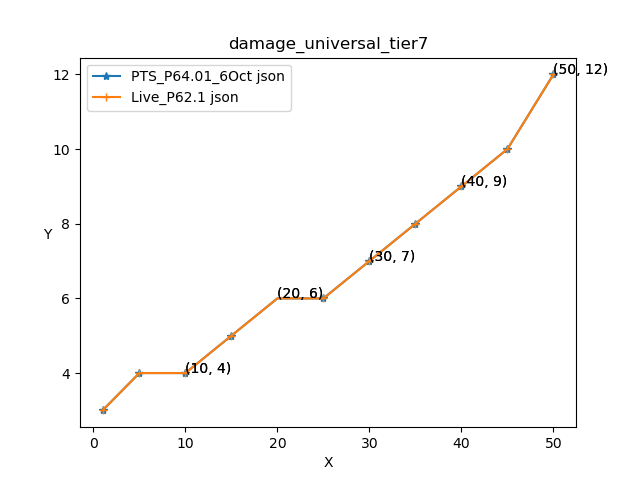 damage_universal_tier7
PTS_P64.01_6Oct json
Live_P62.1 json
(50, 12)
(40, 9)
(30, 7)
(20, 6)
(10, 4)
12
10
8
6
4
Y
0 10 20 30 40 50
X